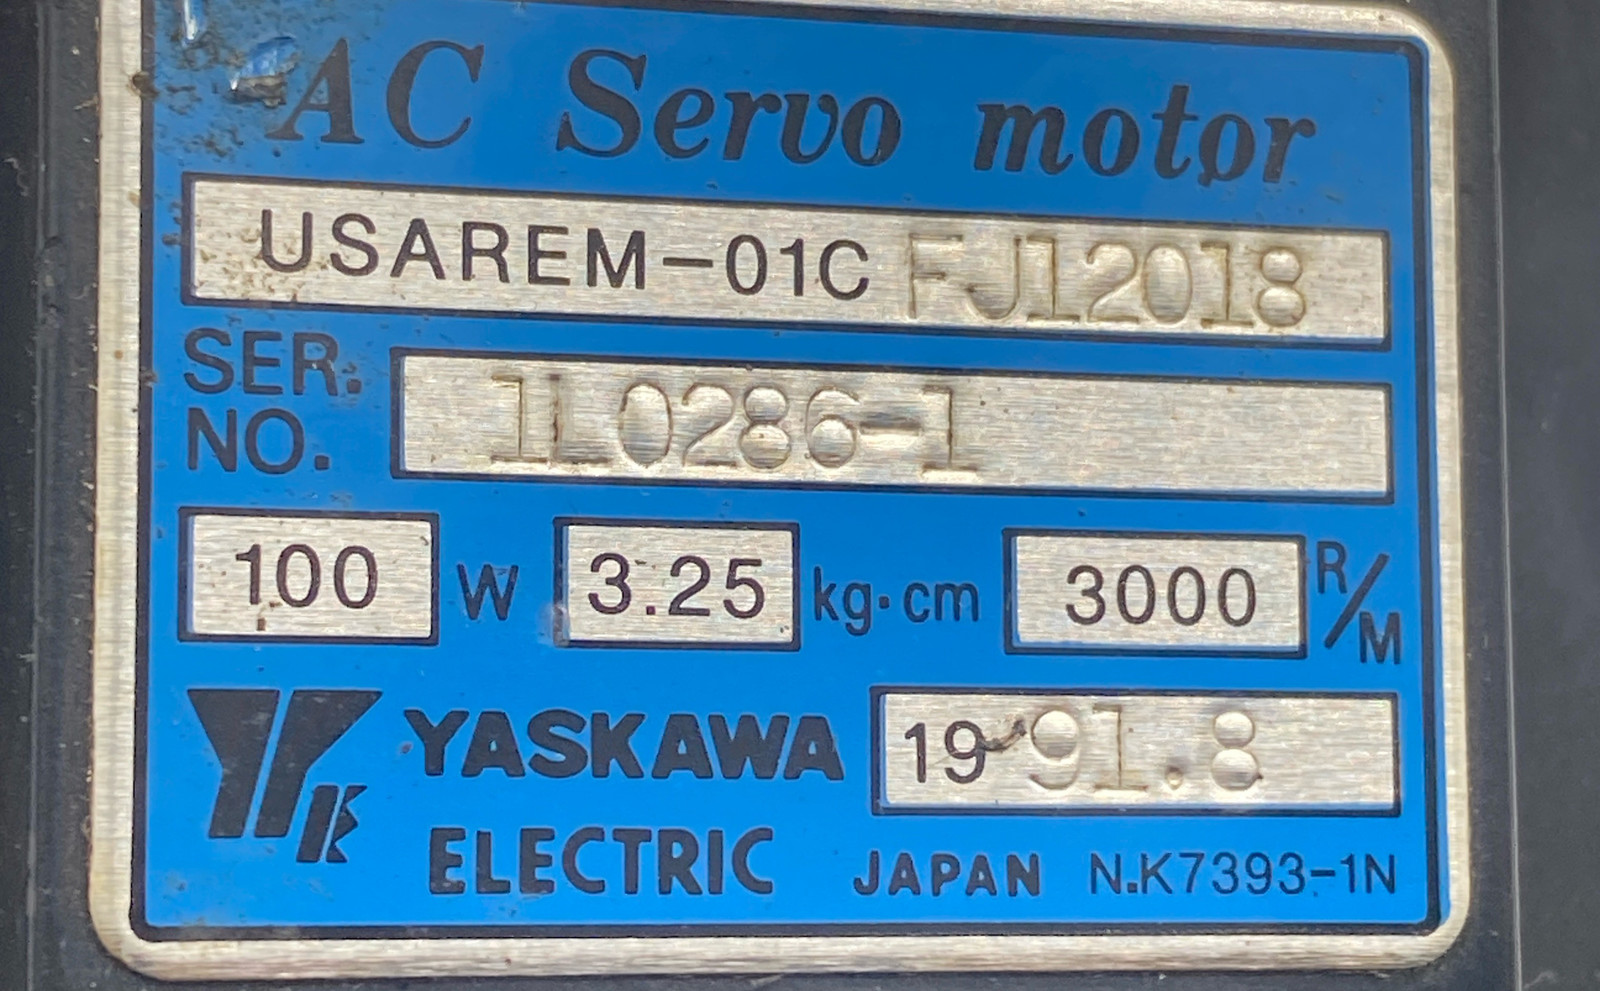 AC Servo motor
USAREM-01C FJ12018
SER. NO. 1L0286-1
100 W 3.25 kg·cm 3000 R/M
YASKAWA 1991.8
ELECTRIC JAPAN N.K7393-1N